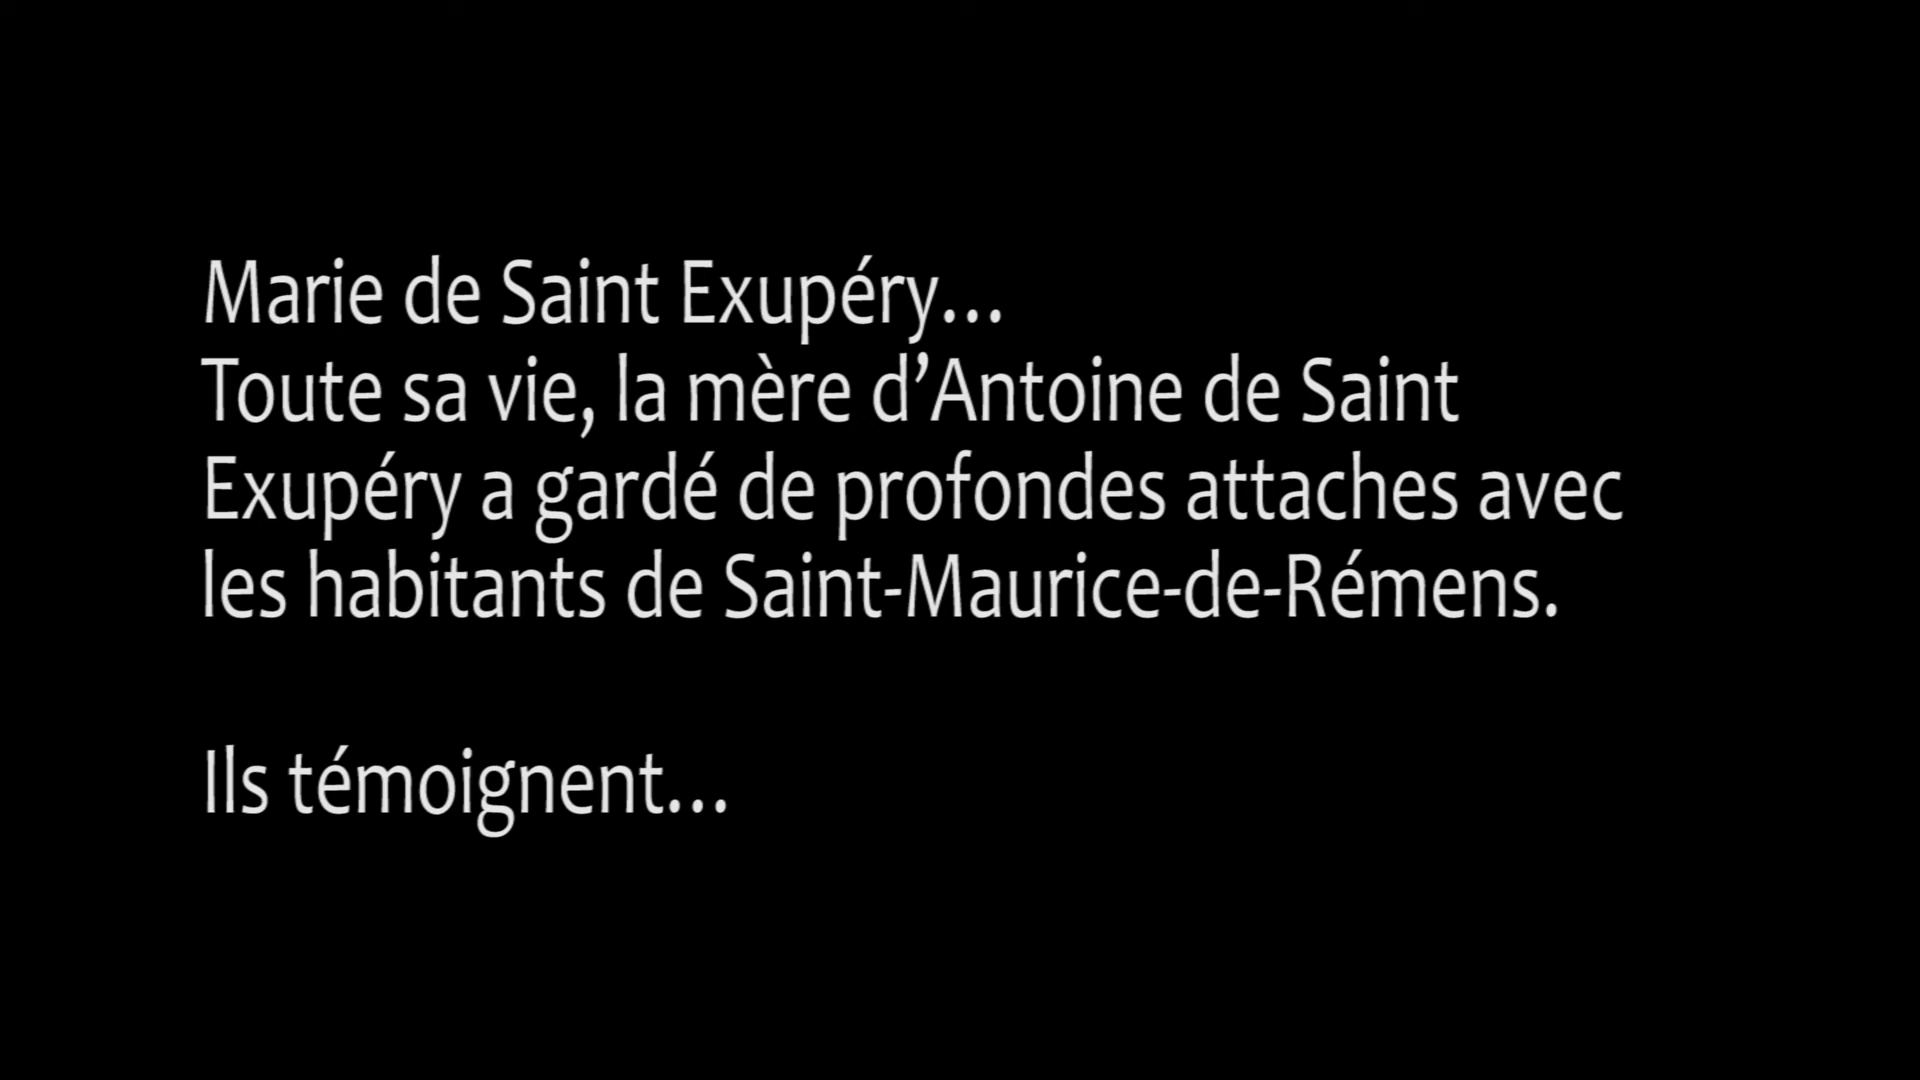 Marie de Saint Exupéry...
Toute sa vie, la mère d’Antoine de Saint
Exupéry a gardé de profondes attaches avec
les habitants de Saint-Maurice-de-Rémens.
Ils témoignent...